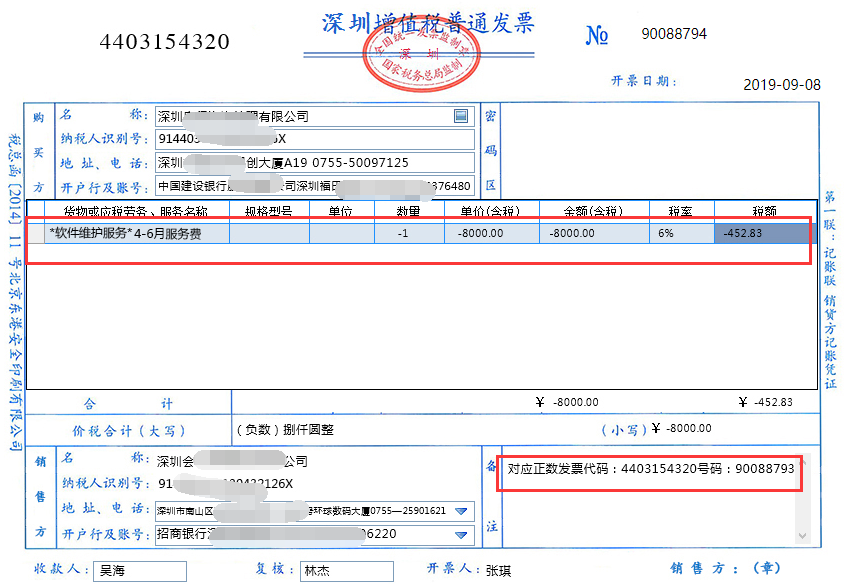 深圳增值税普通发票
4403154320
№ 90088794
全国统一发票监制章
深 圳
国家税务总局监制
开票日期： 2019-09-08
购买方
名 称： 深圳 有限公司
纳税人识别号： 914403 X
地 址、电 话： 深圳 创大厦A19 0755-50097125
开户行及账号： 中国建设银行 公司深圳福田 376480
密码区
货物或应税劳务、服务名称 规格型号 单位 数量 单价(含税) 金额(含税) 税率 税额
*软件维护服务*4-6月服务费 -1 -8000.00 -8000.00 6% -452.83
合 计 ¥ -8000.00 ¥ -452.83
价税合计（大写） （负数）捌仟圆整 （小写）¥ -8000.00
销售方
名 称： 深圳会 公司
纳税人识别号： 91 126X
地址、电话： 深圳市南山区 环球数码大厦0755—25901621
开户行及账号： 招商银行 06220
备注
对应正数发票代码：4403154320号码：90088793
收款人： 吴海 复核： 林杰 开票人： 张琪 销售方：（章）
税总函[2014] 11 号北京东港安全印刷有限公司
第一联：记账联 销货方记账凭证